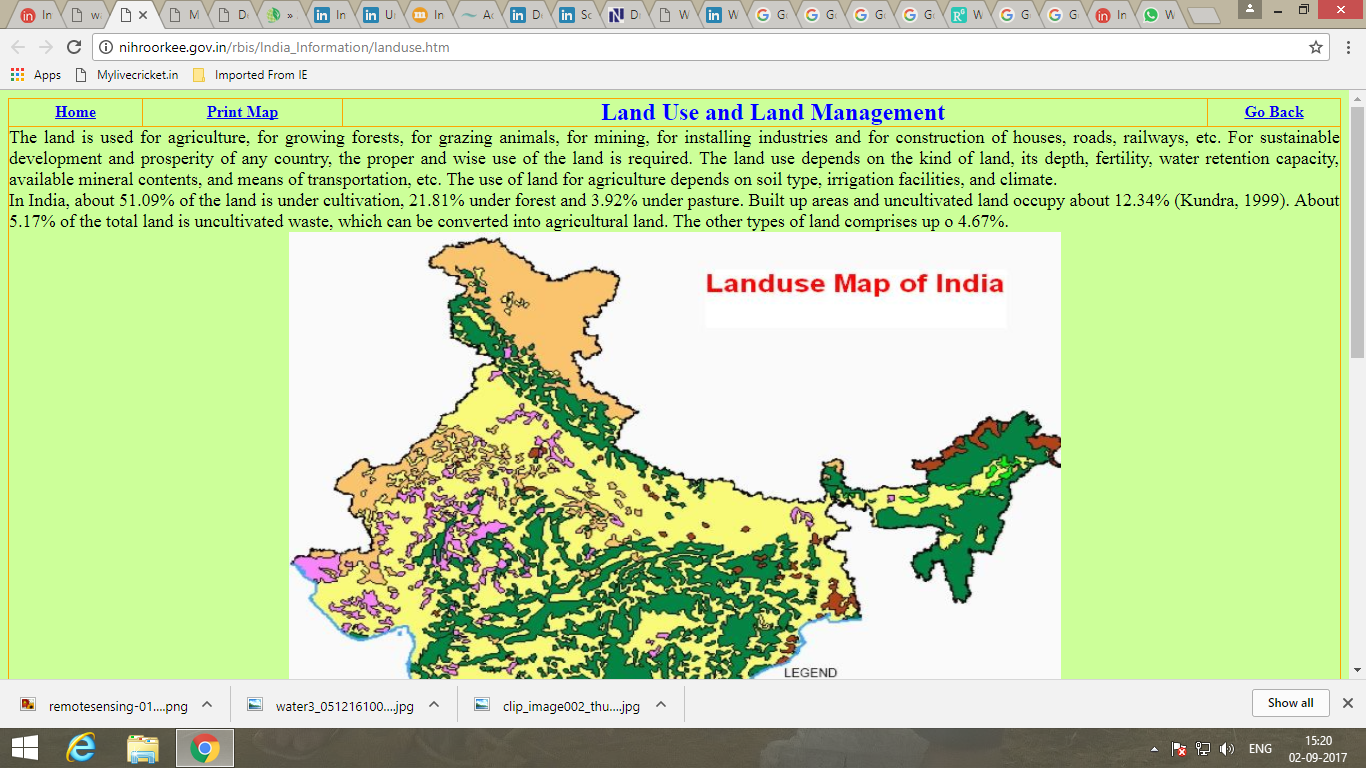 In
wa
M
D
» .
In
U
In
Ac
D
Sc
D
W
W
G
G
G
G
W
G
G
In
W
nihroorkee.gov.in/rbis/India_Information/landuse.htm
Apps Mylivecricket.in Imported From IE
Home Print Map Land Use and Land Management Go Back
The land is used for agriculture, for growing forests, for grazing animals, for mining, for installing industries and for construction of houses, roads, railways, etc. For sustainable
development and prosperity of any country, the proper and wise use of the land is required. The land use depends on the kind of land, its depth, fertility, water retention capacity,
available mineral contents, and means of transportation, etc. The use of land for agriculture depends on soil type, irrigation facilities, and climate.
In India, about 51.09% of the land is under cultivation, 21.81% under forest and 3.92% under pasture. Built up areas and uncultivated land occupy about 12.34% (Kundra, 1999). About
5.17% of the total land is uncultivated waste, which can be converted into agricultural land. The other types of land comprises up o 4.67%.
Landuse Map of India
LEGEND
remotesensing-01....png water3_051216100....jpg clip_image002_thu....jpg Show all
ENG
15:20
02-09-2017